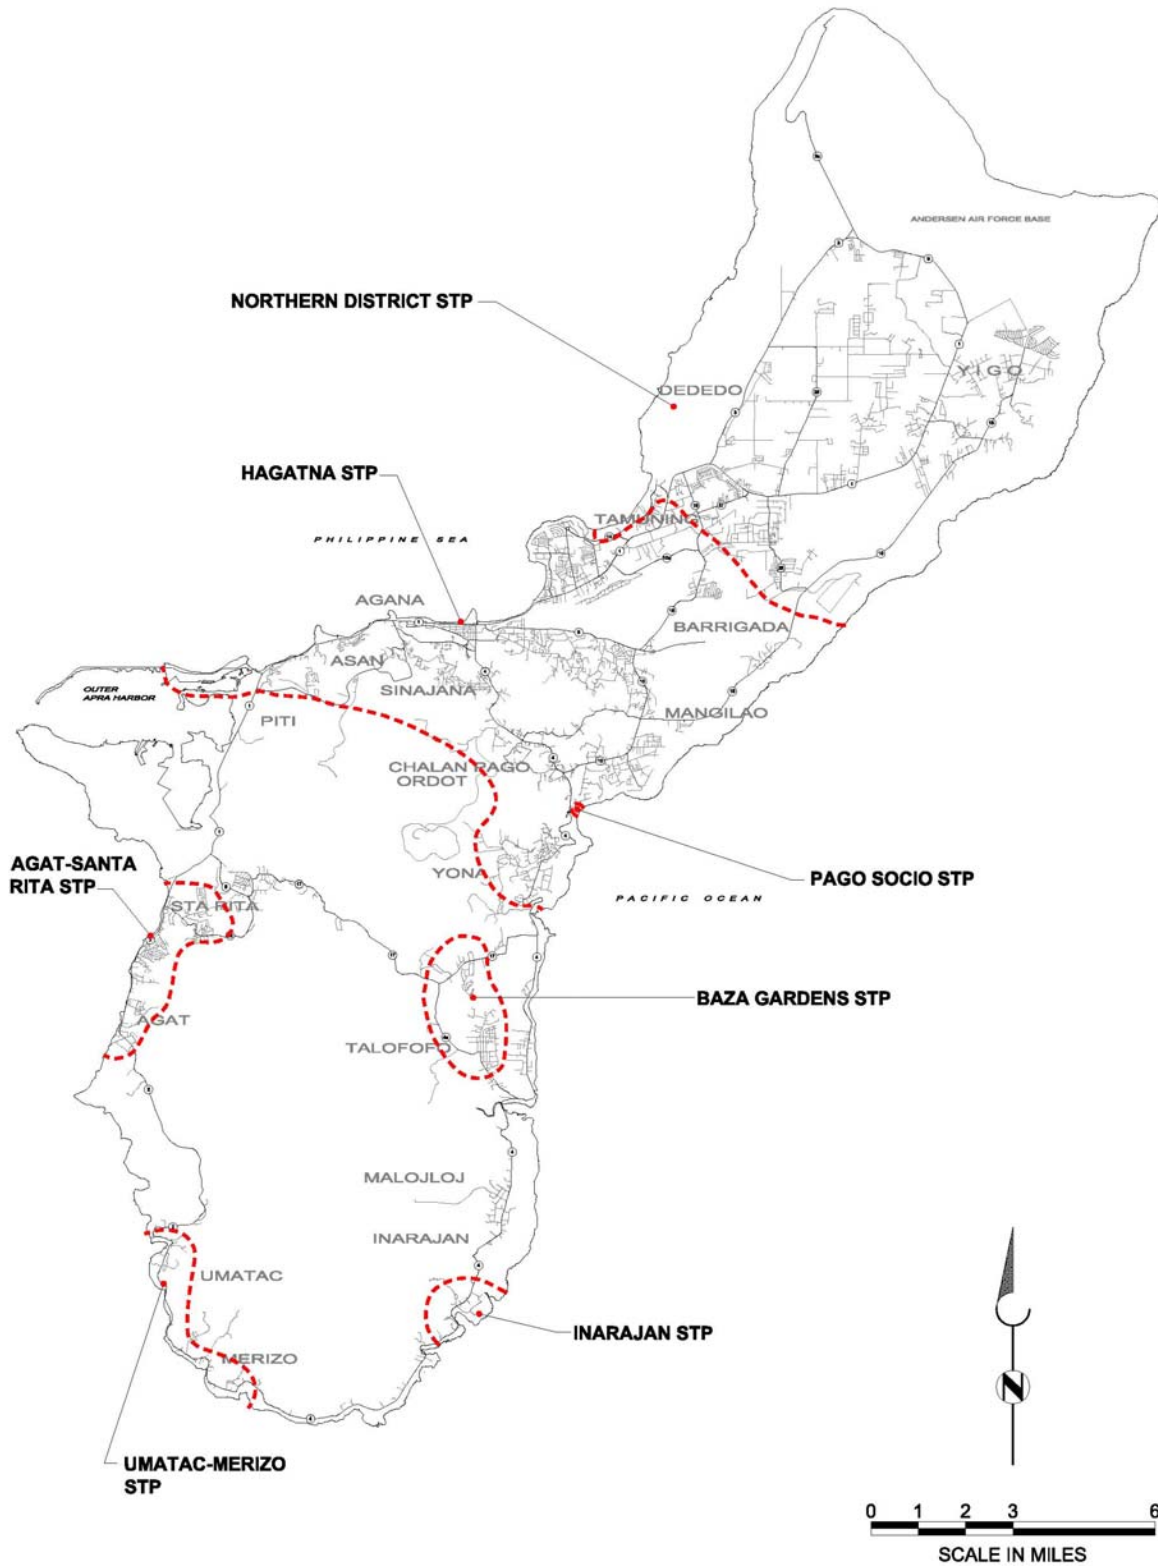 ANDERSEN AIR FORCE BASE
NORTHERN DISTRICT STP
YIGO
DEDEDO
HAGATNA STP
TAMUNING
PHILIPPINE SEA
AGANA
BARRIGADA
ASAN
SINAJANA
OUTER
APRA HARBOR
PITI
MANGILAO
CHALAN PAGO
ORDOT
AGAT-SANTA
RITA STP
YONA
PAGO SOCIO STP
STA RITA
PACIFIC OCEAN
BAZA GARDENS STP
AGAT
TALOFOFO
MALOJLOJ
INARAJAN
UMATAC
INARAJAN STP
MERIZO
N
UMATAC-MERIZO
STP
0 1 2 3 6
SCALE IN MILES